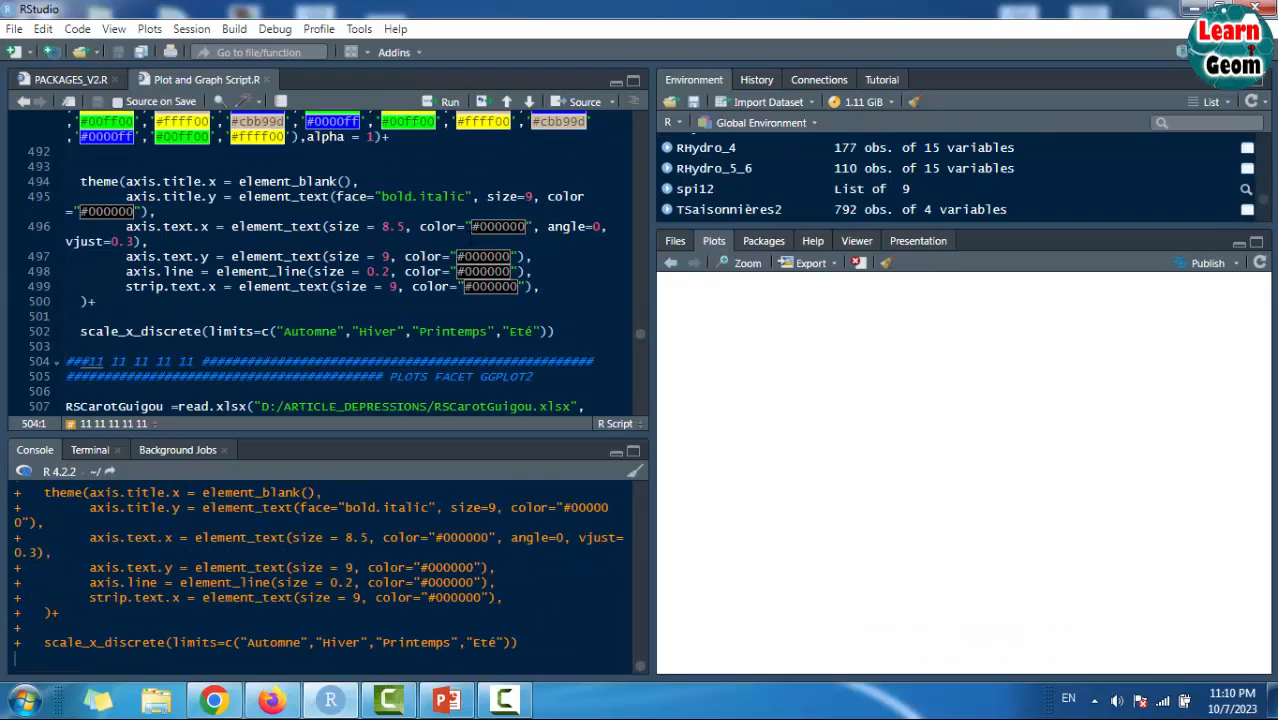 RStudio
File Edit Code View Plots Session Build Debug Profile Tools Help
Learn
Geom
Go to file/function Addins
PACKAGES_V2.R Plot and Graph Script.R
Source on Save Run Source
,'#00ff00','#ffff00','#cbb99d','#0000ff','#00ff00','#ffff00','#cbb99d'
,'#0000ff','#00ff00','#ffff00'),alpha = 1)+
492
493
494 theme(axis.title.x = element_blank(),
495 axis.title.y = element_text(face="bold.italic", size=9, color
="#000000"),
496 axis.text.x = element_text(size = 8.5, color="#000000", angle=0,
vjust=0.3),
497 axis.text.y = element_text(size = 9, color="#000000"),
498 axis.line = element_line(size = 0.2, color="#000000"),
499 strip.text.x = element_text(size = 9, color="#000000"),
500 )+
501
502 scale_x_discrete(limits=c("Automne","Hiver","Printemps","Eté"))
503
504 ###11 11 11 11 11 ####################################################
505 ########################################## PLOTS FACET GGPLOT2
506
507 RSCarotGuigou =read.xlsx("D:/ARTICLE_DEPRESSIONS/RSCarotGuigou.xlsx",
504:1 11 11 11 11 11 R Script
Console Terminal Background Jobs
R 4.2.2 · ~/
+ theme(axis.title.x = element_blank(),
+ axis.title.y = element_text(face="bold.italic", size=9, color="#00000
0"),
+ axis.text.x = element_text(size = 8.5, color="#000000", angle=0, vjust=
0.3),
+ axis.text.y = element_text(size = 9, color="#000000"),
+ axis.line = element_line(size = 0.2, color="#000000"),
+ strip.text.x = element_text(size = 9, color="#000000"),
+ )+
+
+ scale_x_discrete(limits=c("Automne","Hiver","Printemps","Eté"))
Environment History Connections Tutorial
Import Dataset 1.11 GiB List
R Global Environment
RHydro_4 177 obs. of 15 variables
RHydro_5_6 110 obs. of 15 variables
spi12 List of 9
TSaisonnières2 792 obs. of 4 variables
Files Plots Packages Help Viewer Presentation
Zoom Export Publish
EN
11:10 PM
10/7/2023